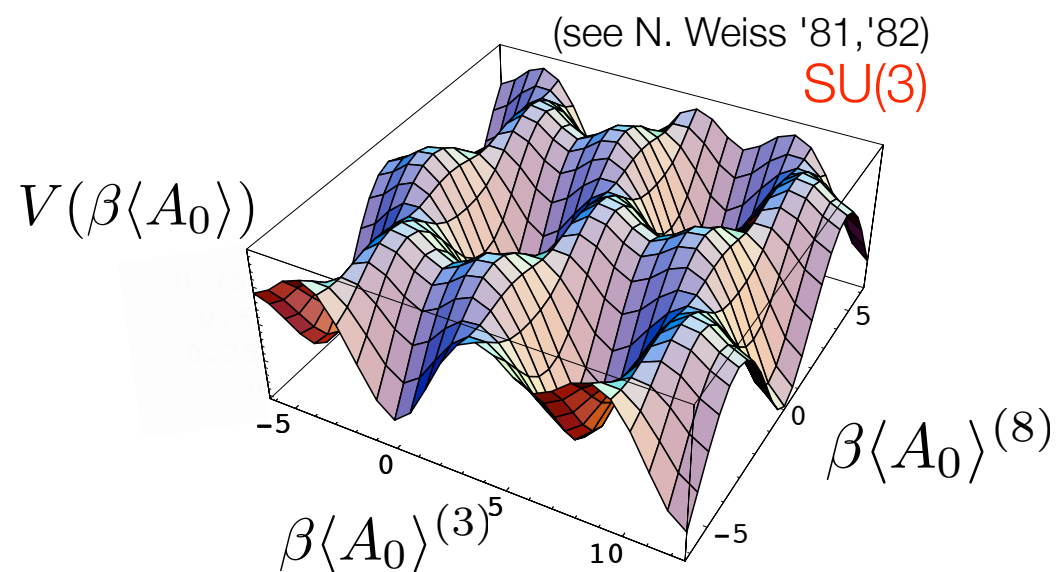 (see N. Weiss '81,'82)
SU(3)
V(β⟨A₀⟩)
−5
0
5
10
β⟨A₀⟩⁽³⁾
−5
0
5
β⟨A₀⟩⁽⁸⁾